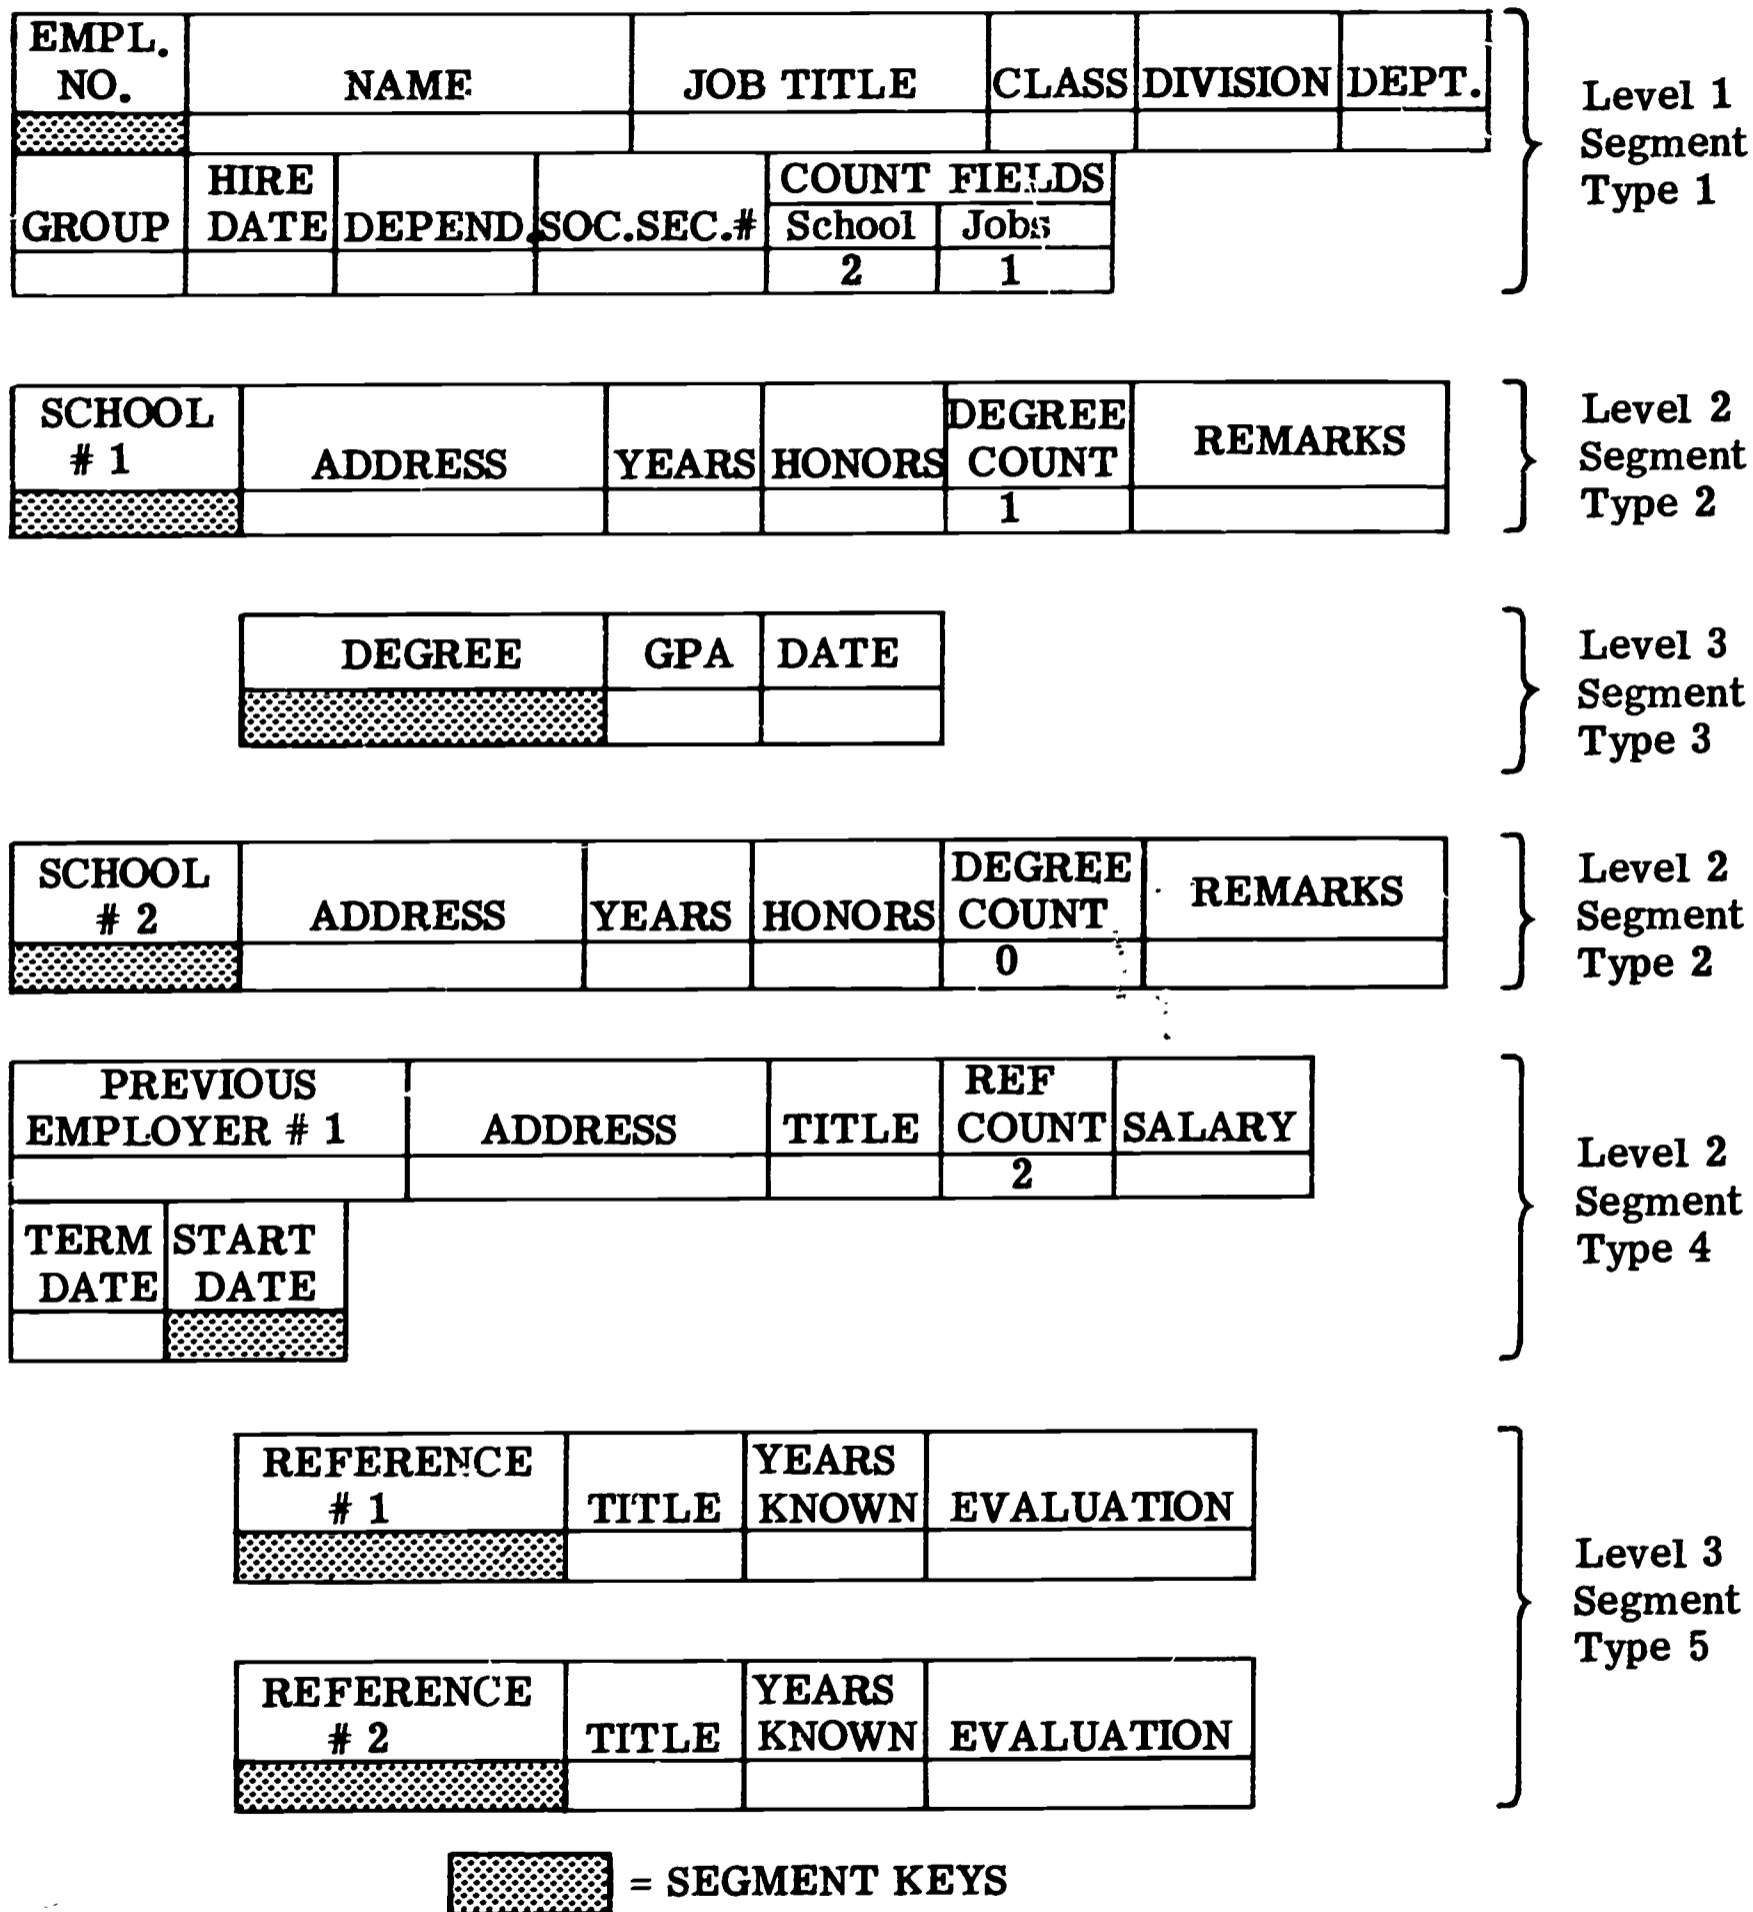 EMPL.
NO. NAME JOB TITLE CLASS DIVISION DEPT.
Level 1
Segment
Type 1
HIRE COUNT FIELDS
GROUP DATE DEPEND. SOC.SEC.# School Jobs
2 1
SCHOOL DEGREE
# 1 ADDRESS YEARS HONORS COUNT REMARKS
1
Level 2
Segment
Type 2
DEGREE GPA DATE
Level 3
Segment
Type 3
SCHOOL DEGREE
# 2 ADDRESS YEARS HONORS COUNT REMARKS
0
Level 2
Segment
Type 2
PREVIOUS REF
EMPLOYER # 1 ADDRESS TITLE COUNT SALARY
2
TERM START
DATE DATE
Level 2
Segment
Type 4
REFERENCE YEARS
# 1 TITLE KNOWN EVALUATION
REFERENCE YEARS
# 2 TITLE KNOWN EVALUATION
Level 3
Segment
Type 5
= SEGMENT KEYS